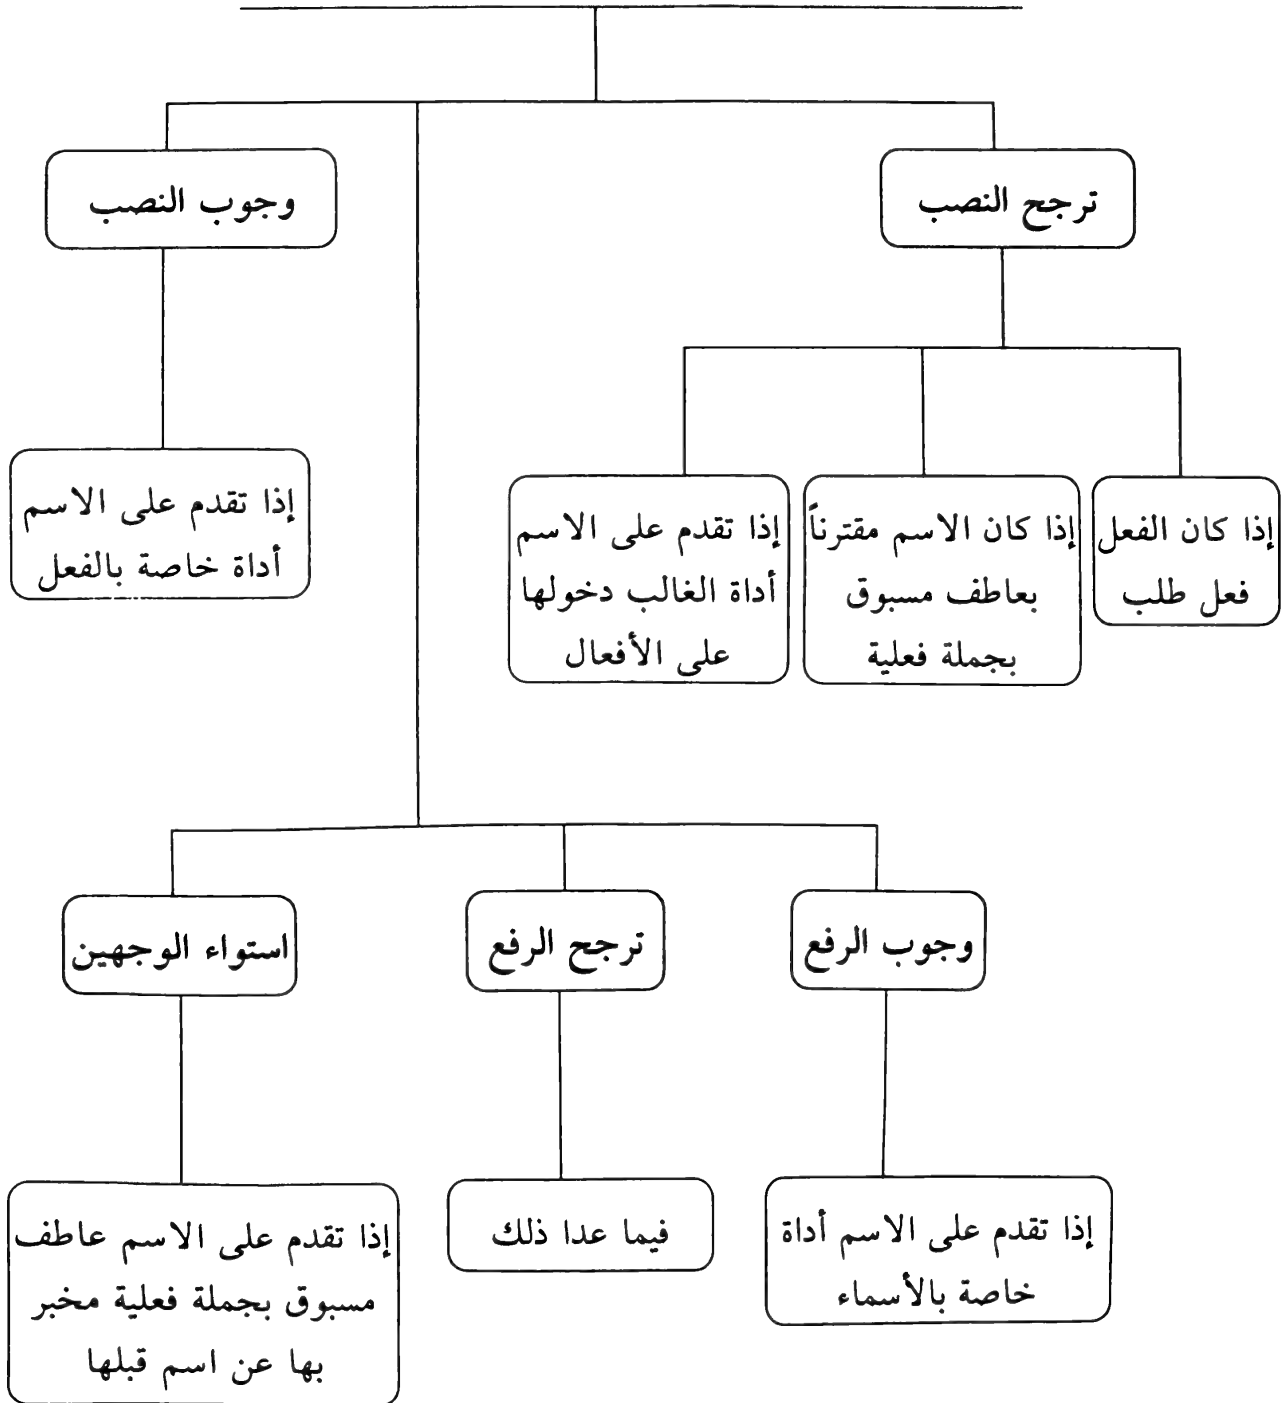 ترجح النصب
وجوب النصب
إذا كان الفعل
فعل طلب
إذا كان الاسم مقترناً
بعاطف مسبوق
بجملة فعلية
إذا تقدم على الاسم
أداة الغالب دخولها
على الأفعال
إذا تقدم على الاسم
أداة خاصة بالفعل
وجوب الرفع
ترجح الرفع
استواء الوجهين
إذا تقدم على الاسم أداة
خاصة بالأسماء
فيما عدا ذلك
إذا تقدم على الاسم عاطف
مسبوق بجملة فعلية مخبر
بها عن اسم قبلها